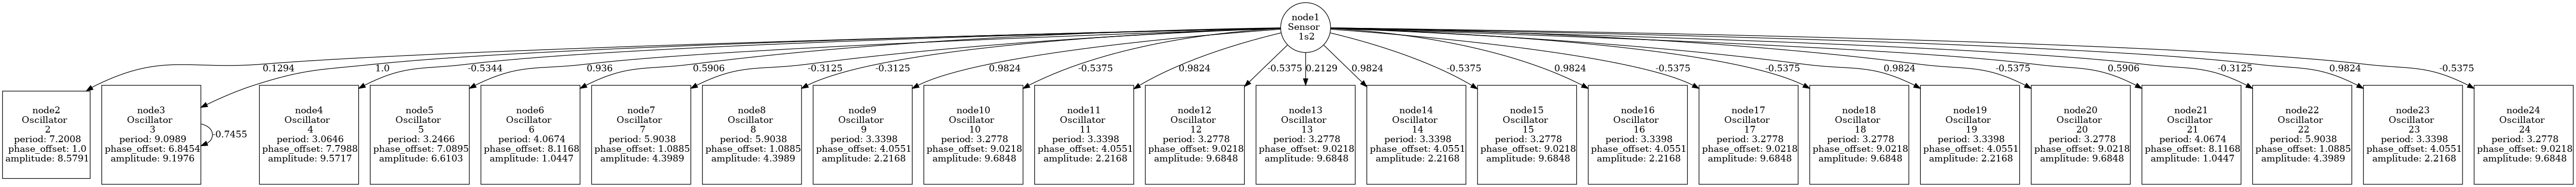 node1
Sensor
1s2
0.1294
1.0
-0.5344
0.936
0.5906
-0.3125
-0.3125
0.9824
-0.5375
0.9824
-0.5375
0.2129
0.9824
-0.5375
0.9824
-0.5375
-0.5375
0.9824
-0.5375
0.5906
-0.3125
0.9824
-0.5375
node2
Oscillator
2
period: 7.2008
phase_offset: 1.0
amplitude: 8.5791
node3
Oscillator
3
period: 9.0989
phase_offset: 6.8454
amplitude: 9.1976
-0.7455
node4
Oscillator
4
period: 3.0646
phase_offset: 7.7988
amplitude: 9.5717
node5
Oscillator
5
period: 3.2466
phase_offset: 7.0895
amplitude: 6.6103
node6
Oscillator
6
period: 4.0674
phase_offset: 8.1168
amplitude: 1.0447
node7
Oscillator
7
period: 5.9038
phase_offset: 1.0885
amplitude: 4.3989
node8
Oscillator
8
period: 5.9038
phase_offset: 1.0885
amplitude: 4.3989
node9
Oscillator
9
period: 3.3398
phase_offset: 4.0551
amplitude: 2.2168
node10
Oscillator
10
period: 3.2778
phase_offset: 9.0218
amplitude: 9.6848
node11
Oscillator
11
period: 3.3398
phase_offset: 4.0551
amplitude: 2.2168
node12
Oscillator
12
period: 3.2778
phase_offset: 9.0218
amplitude: 9.6848
node13
Oscillator
13
period: 3.2778
phase_offset: 9.0218
amplitude: 9.6848
node14
Oscillator
14
period: 3.3398
phase_offset: 4.0551
amplitude: 2.2168
node15
Oscillator
15
period: 3.2778
phase_offset: 9.0218
amplitude: 9.6848
node16
Oscillator
16
period: 3.3398
phase_offset: 4.0551
amplitude: 2.2168
node17
Oscillator
17
period: 3.2778
phase_offset: 9.0218
amplitude: 9.6848
node18
Oscillator
18
period: 3.2778
phase_offset: 9.0218
amplitude: 9.6848
node19
Oscillator
19
period: 3.3398
phase_offset: 4.0551
amplitude: 2.2168
node20
Oscillator
20
period: 3.2778
phase_offset: 9.0218
amplitude: 9.6848
node21
Oscillator
21
period: 4.0674
phase_offset: 8.1168
amplitude: 1.0447
node22
Oscillator
22
period: 5.9038
phase_offset: 1.0885
amplitude: 4.3989
node23
Oscillator
23
period: 3.3398
phase_offset: 4.0551
amplitude: 2.2168
node24
Oscillator
24
period: 3.2778
phase_offset: 9.0218
amplitude: 9.6848